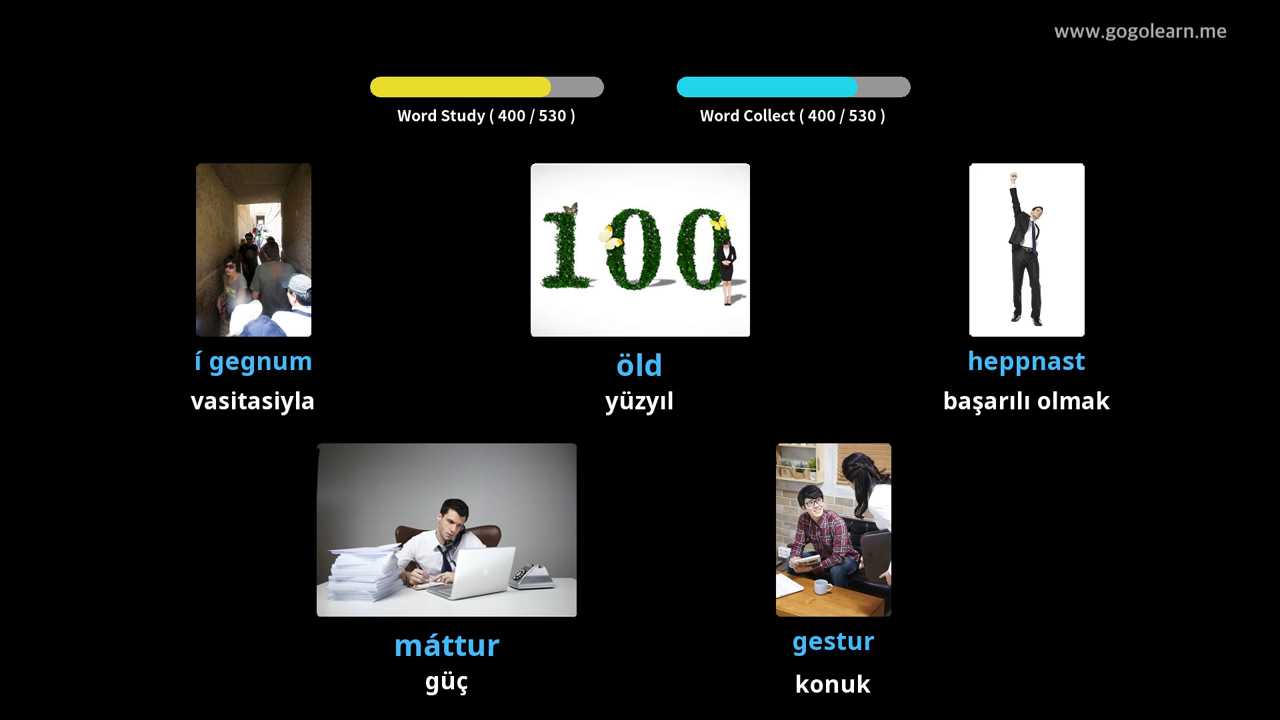 www.gogolearn.me
Word Study ( 400 / 530 )
Word Collect ( 400 / 530 )
í gegnum
vasitasiyla
öld
yüzyıl
heppnast
başarılı olmak
máttur
güç
gestur
konuk